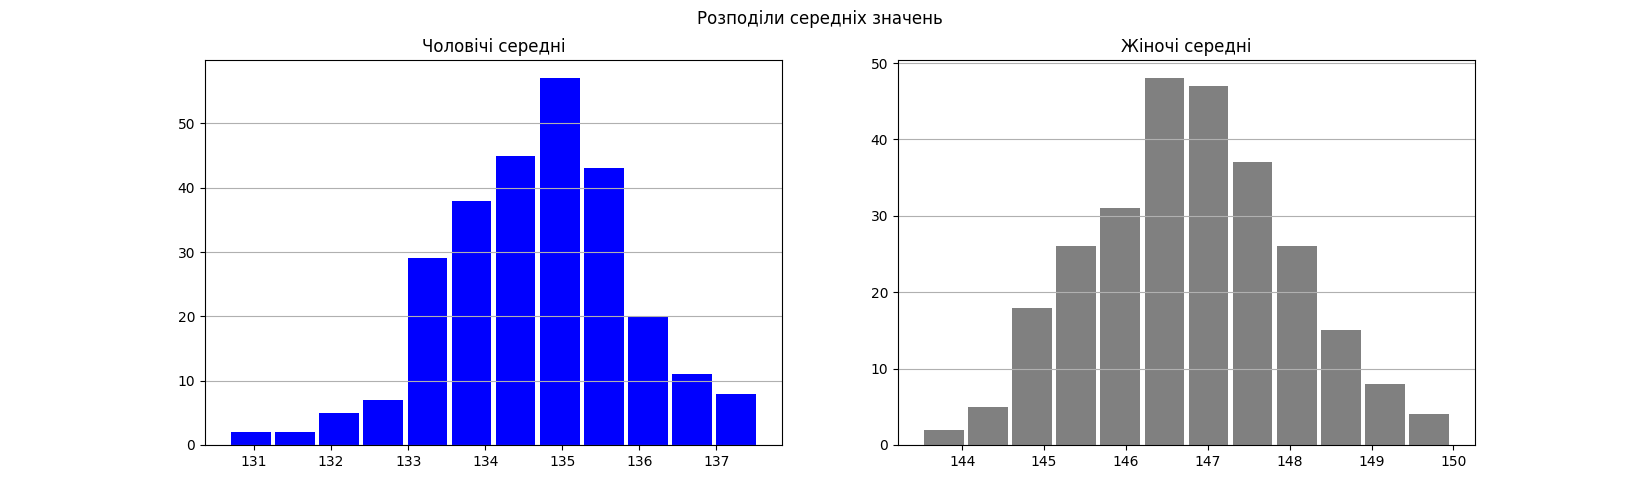 Розподіли середніх значень
Чоловічі середні
50
40
30
20
10
0
131 132 133 134 135 136 137
Жіночі середні
50
40
30
20
10
0
144 145 146 147 148 149 150